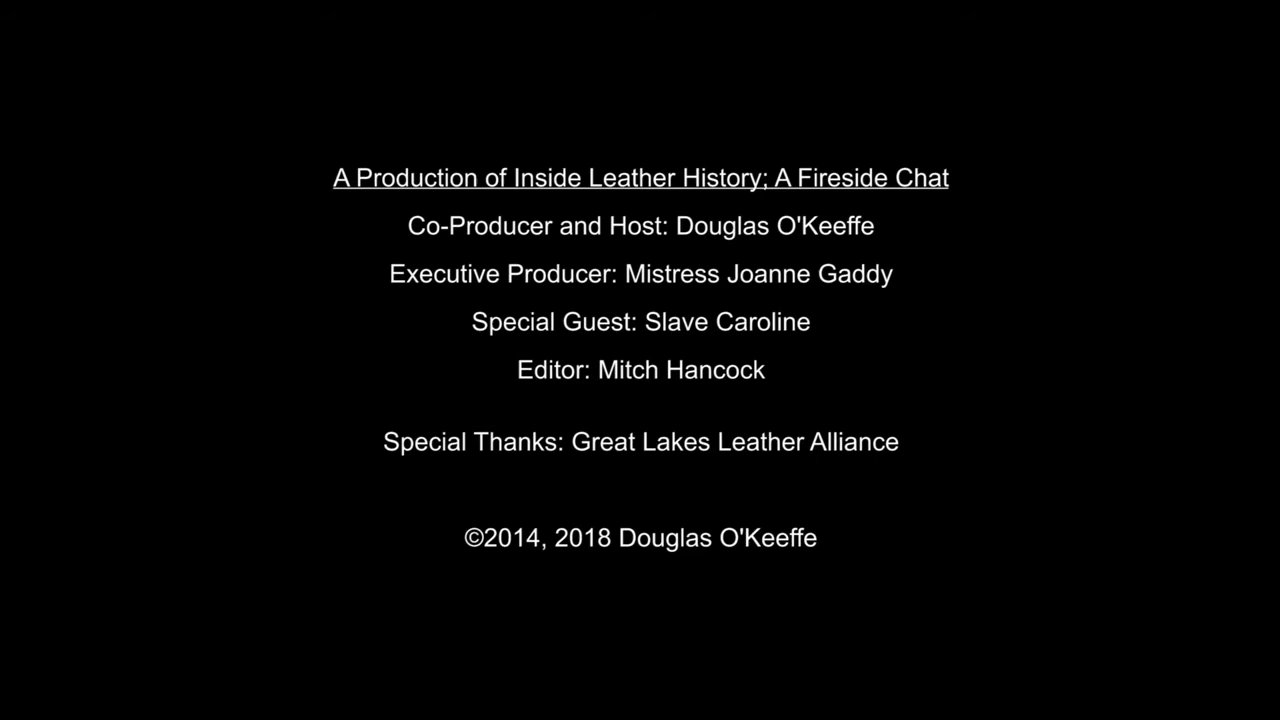 A Production of Inside Leather History; A Fireside Chat
Co-Producer and Host: Douglas O'Keeffe
Executive Producer: Mistress Joanne Gaddy
Special Guest: Slave Caroline
Editor: Mitch Hancock
Special Thanks: Great Lakes Leather Alliance
©2014, 2018 Douglas O'Keeffe